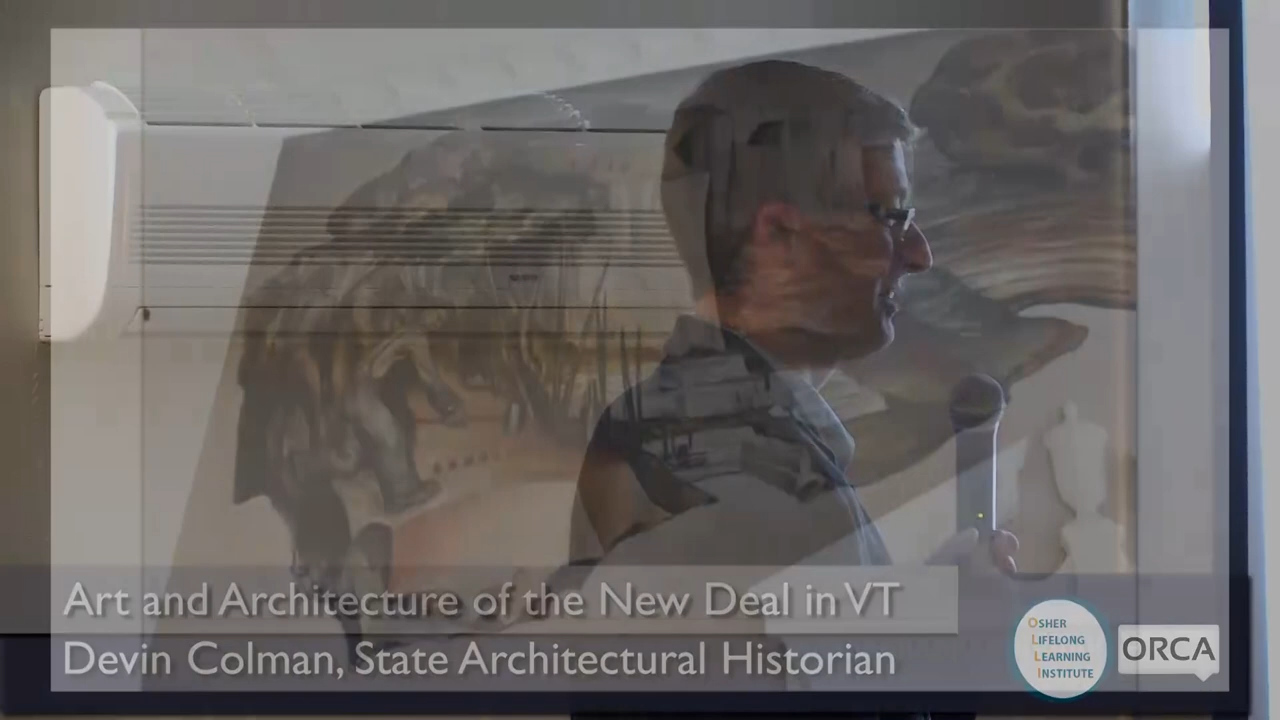 Art and Architecture of the New Deal in VT
Devin Colman, State Architectural Historian
OSHER
LIFELONG
LEARNING
INSTITUTE
ORCA